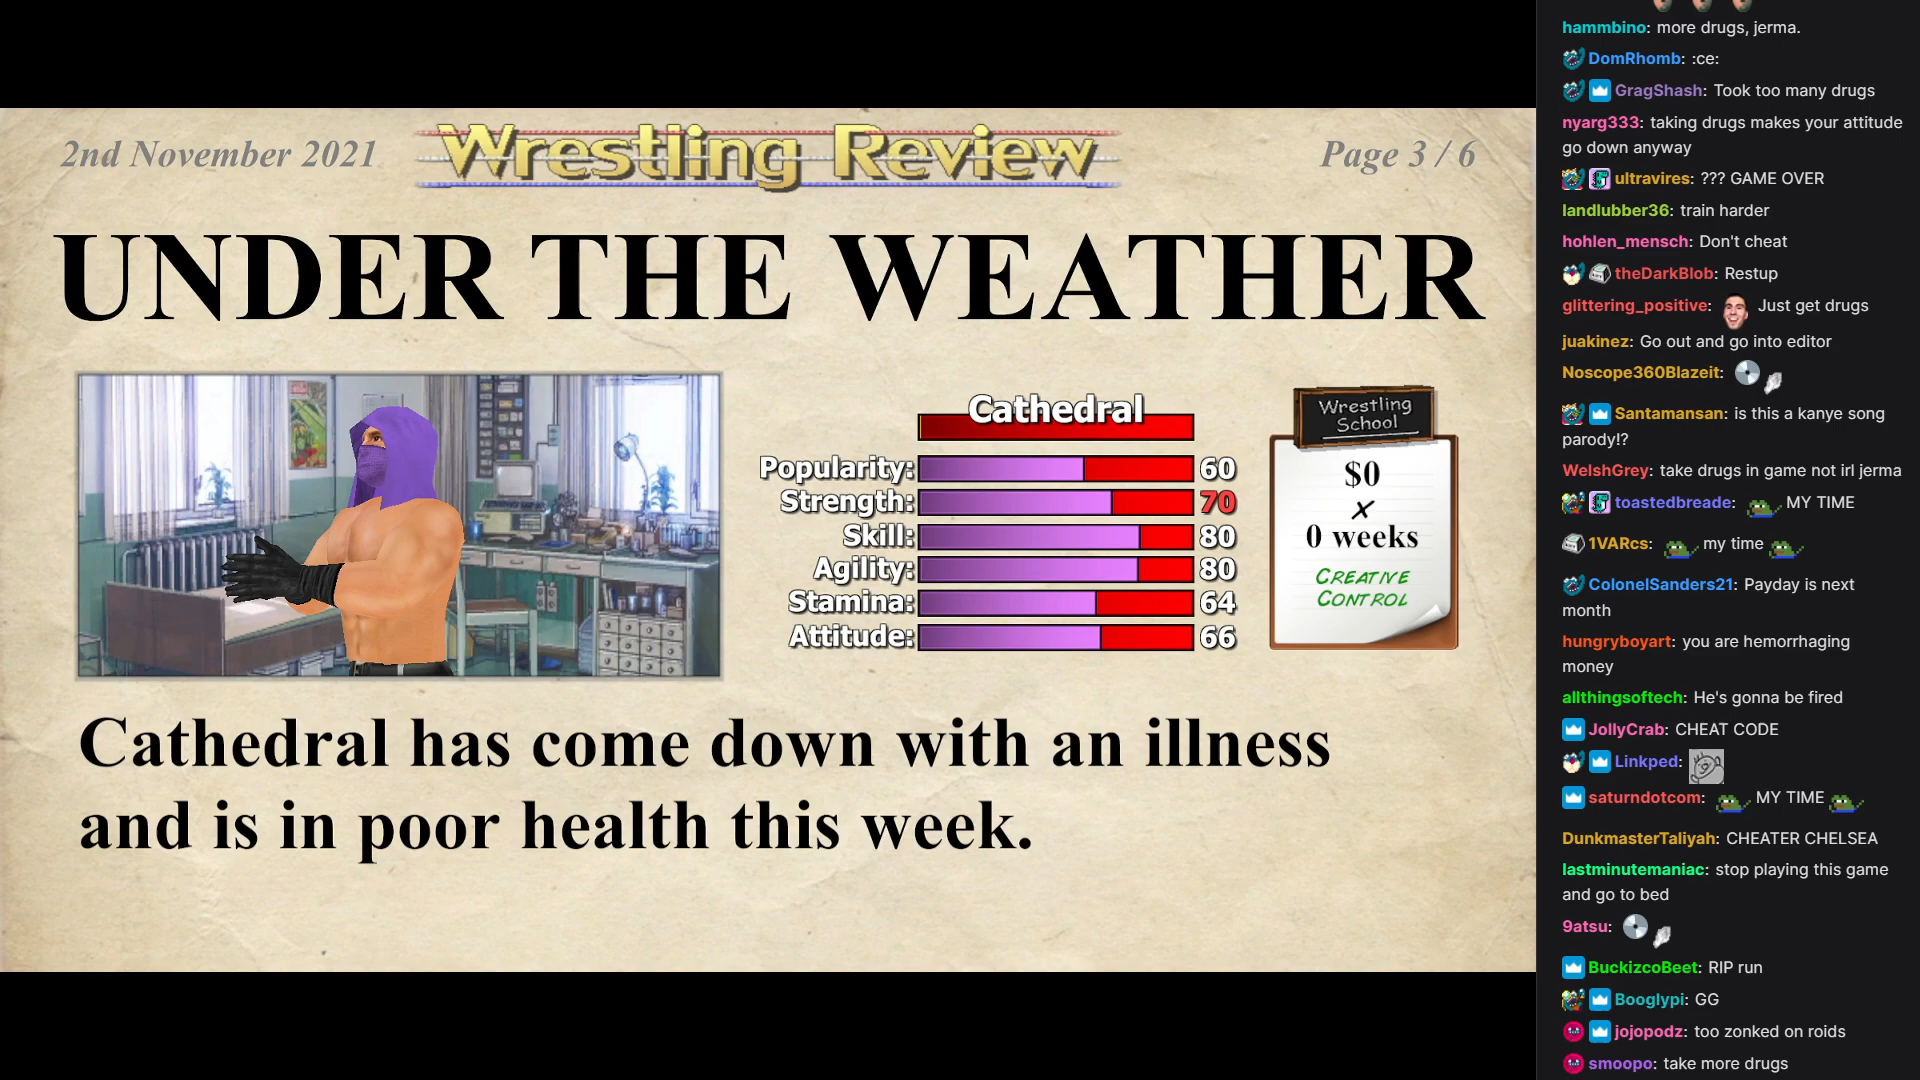 2nd November 2021
Wrestling Review
Page 3 / 6
UNDER THE WEATHER
Cathedral
Popularity: 60
Strength: 70
Skill: 80
Agility: 80
Stamina: 64
Attitude: 66
Wrestling
School
$0
x
0 weeks
CREATIVE
CONTROL
Cathedral has come down with an illness
and is in poor health this week.
hammbino: more drugs, jerma.
DomRhomb: :ce:
GragShash: Took too many drugs
nyarg333: taking drugs makes your attitude
go down anyway
ultravires: ??? GAME OVER
landlubber36: train harder
hohlen_mensch: Don't cheat
theDarkBlob: Restup
glittering_positive: Just get drugs
juakinez: Go out and go into editor
Noscope360Blazeit:
Santamansan: is this a kanye song
parody!?
WelshGrey: take drugs in game not irl jerma
toastedbreade: MY TIME
1VARcs: my time
ColonelSanders21: Payday is next
month
hungryboyart: you are hemorrhaging
money
allthingsoftech: He's gonna be fired
JollyCrab: CHEAT CODE
Linkped:
saturndotcom: MY TIME
DunkmasterTaliyah: CHEATER CHELSEA
lastminutemaniac: stop playing this game
and go to bed
9atsu:
BuckizcoBeet: RIP run
Booglypi: GG
jojopodz: too zonked on roids
smoopo: take more drugs